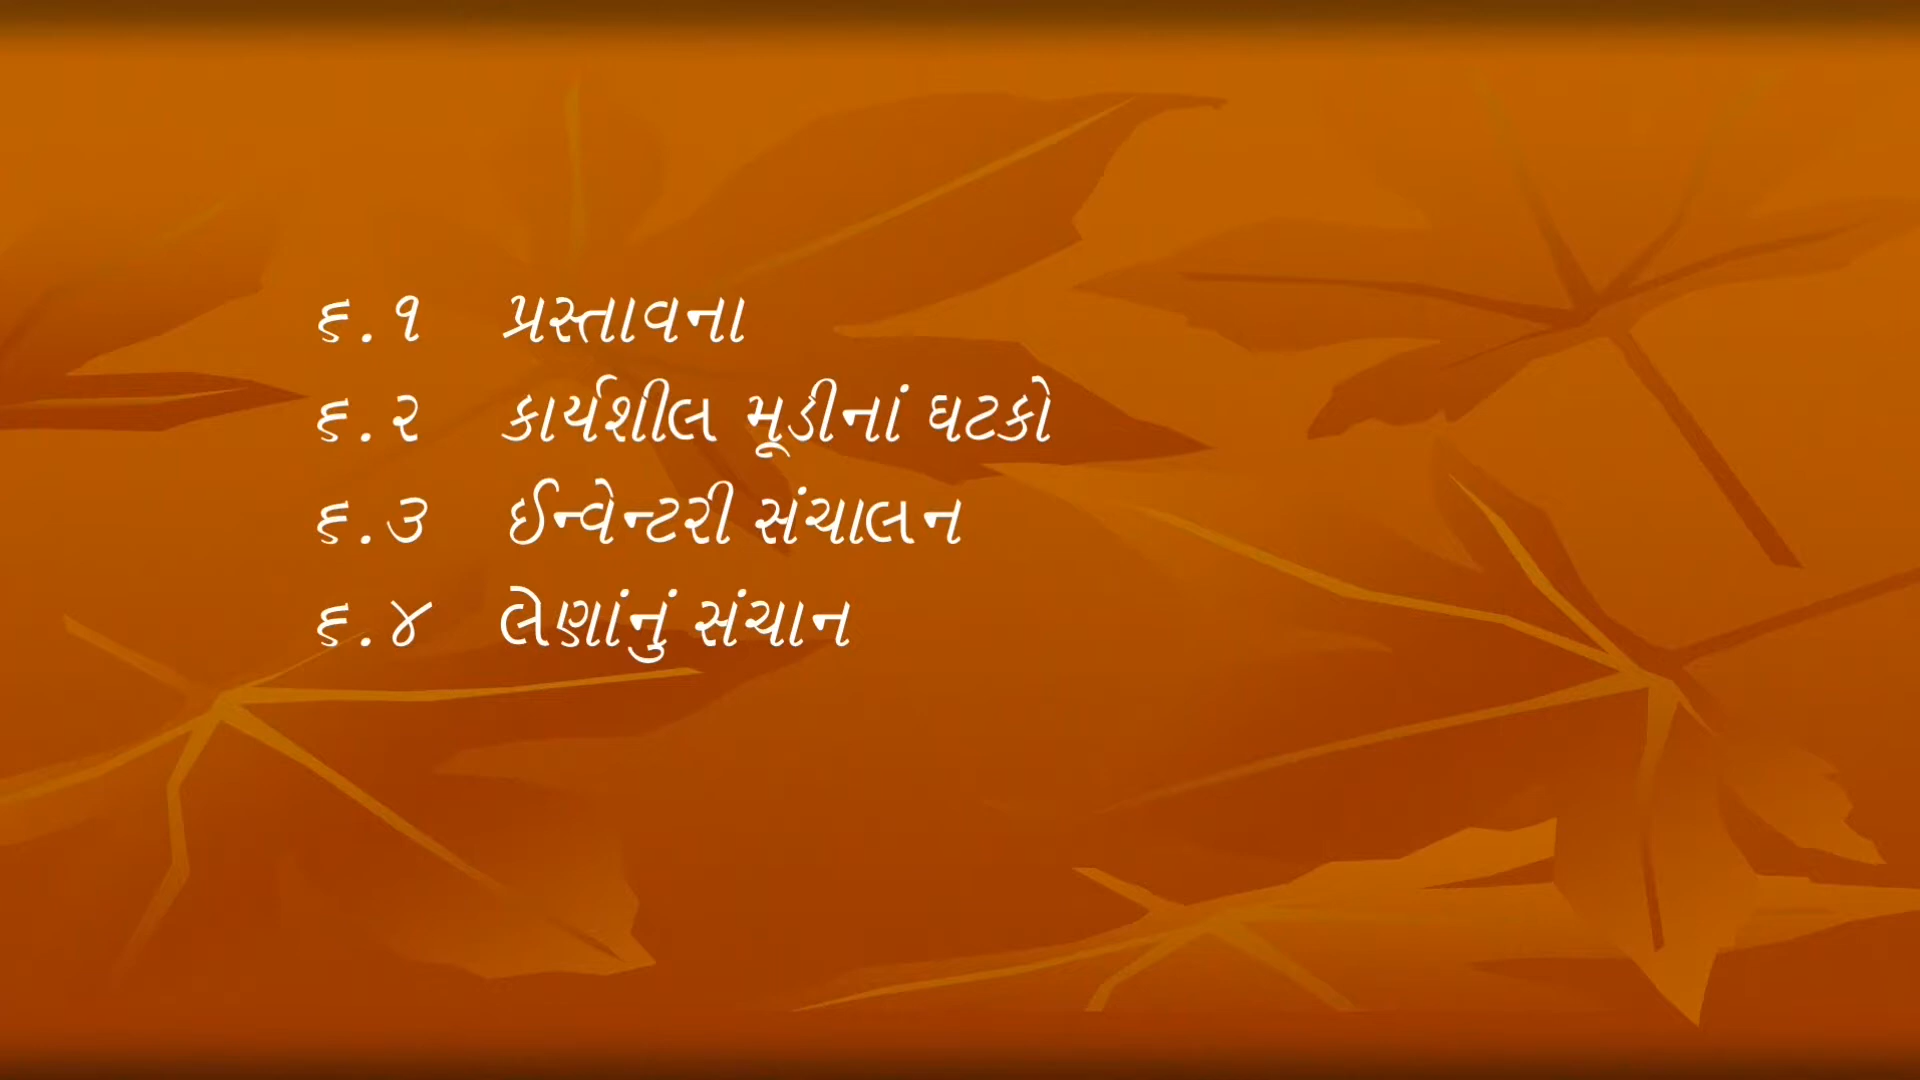 ૬.૧ પ્રસ્તાવના
૬.૨ કાર્યશીલ મૂડીનાં ઘટકો
૬.૩ ઈન્વેન્ટરી સંચાલન
૬.૪ લેણાંનું સંચાન